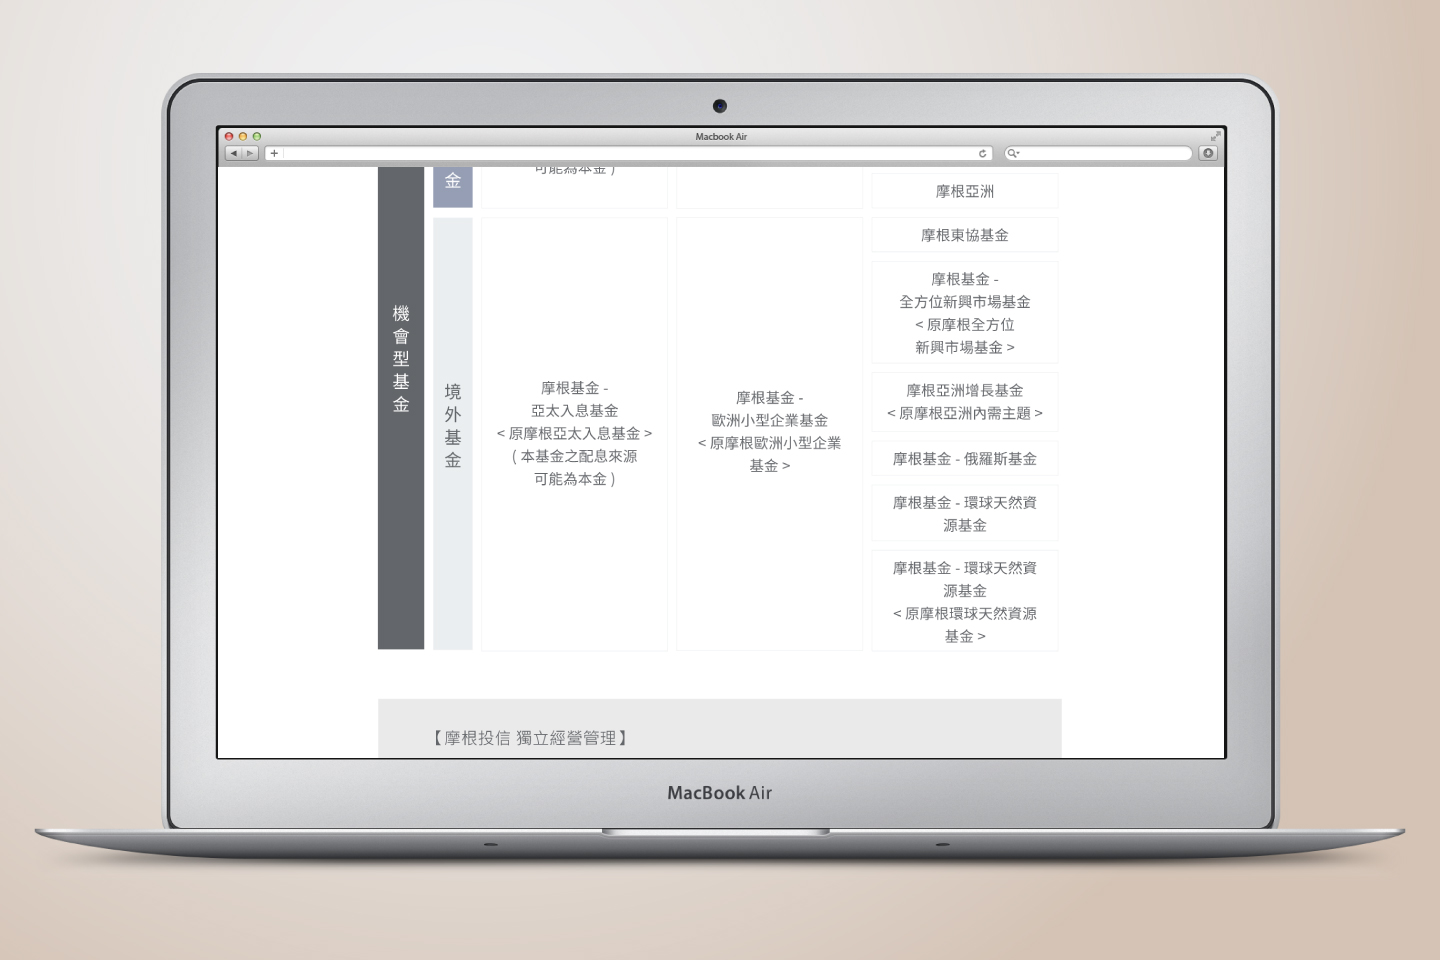 Macbook Air
金
可能為本金 )
摩根亞洲
機
會
型
基
金
境
外
基
金
摩根基金 -
亞太入息基金
< 原摩根亞太入息基金 >
( 本基金之配息來源
可能為本金 )
摩根基金 -
歐洲小型企業基金
< 原摩根歐洲小型企業
基金 >
摩根東協基金
摩根基金 -
全方位新興市場基金
< 原摩根全方位
新興市場基金 >
摩根亞洲增長基金
< 原摩根亞洲內需主題 >
摩根基金 - 俄羅斯基金
摩根基金 - 環球天然資
源基金
摩根基金 - 環球天然資
源基金
< 原摩根環球天然資源
基金 >
【摩根投信 獨立經營管理】
MacBook Air